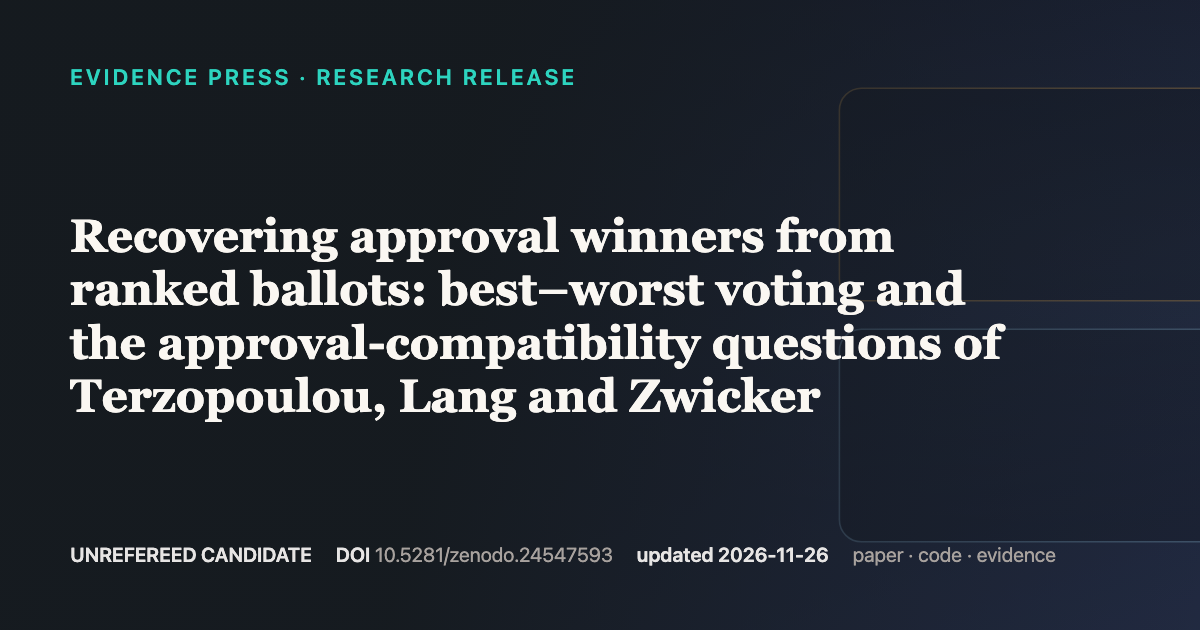 EVIDENCE PRESS · RESEARCH RELEASE
Recovering approval winners from
ranked ballots: best–worst voting and
the approval-compatibility questions of
Terzopoulou, Lang and Zwicker
UNREFEREED CANDIDATE DOI 10.5281/zenodo.24547593 updated 2026-11-26 paper · code · evidence